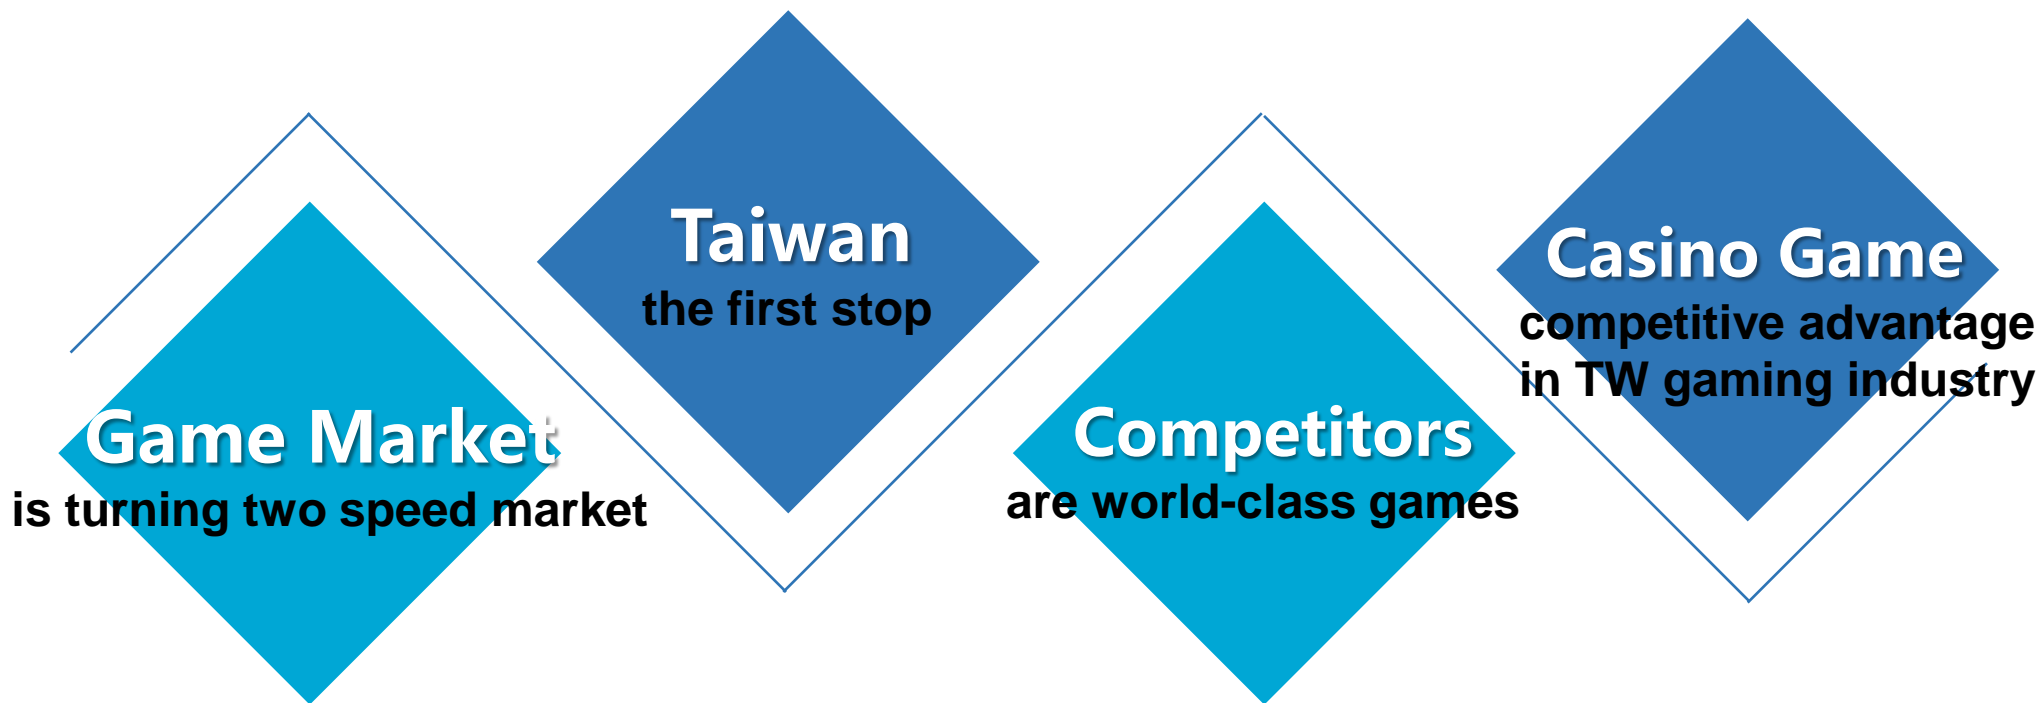 Game Market
is turning two speed market
Taiwan
the first stop
Competitors
are world-class games
Casino Game
competitive advantage
in TW gaming industry